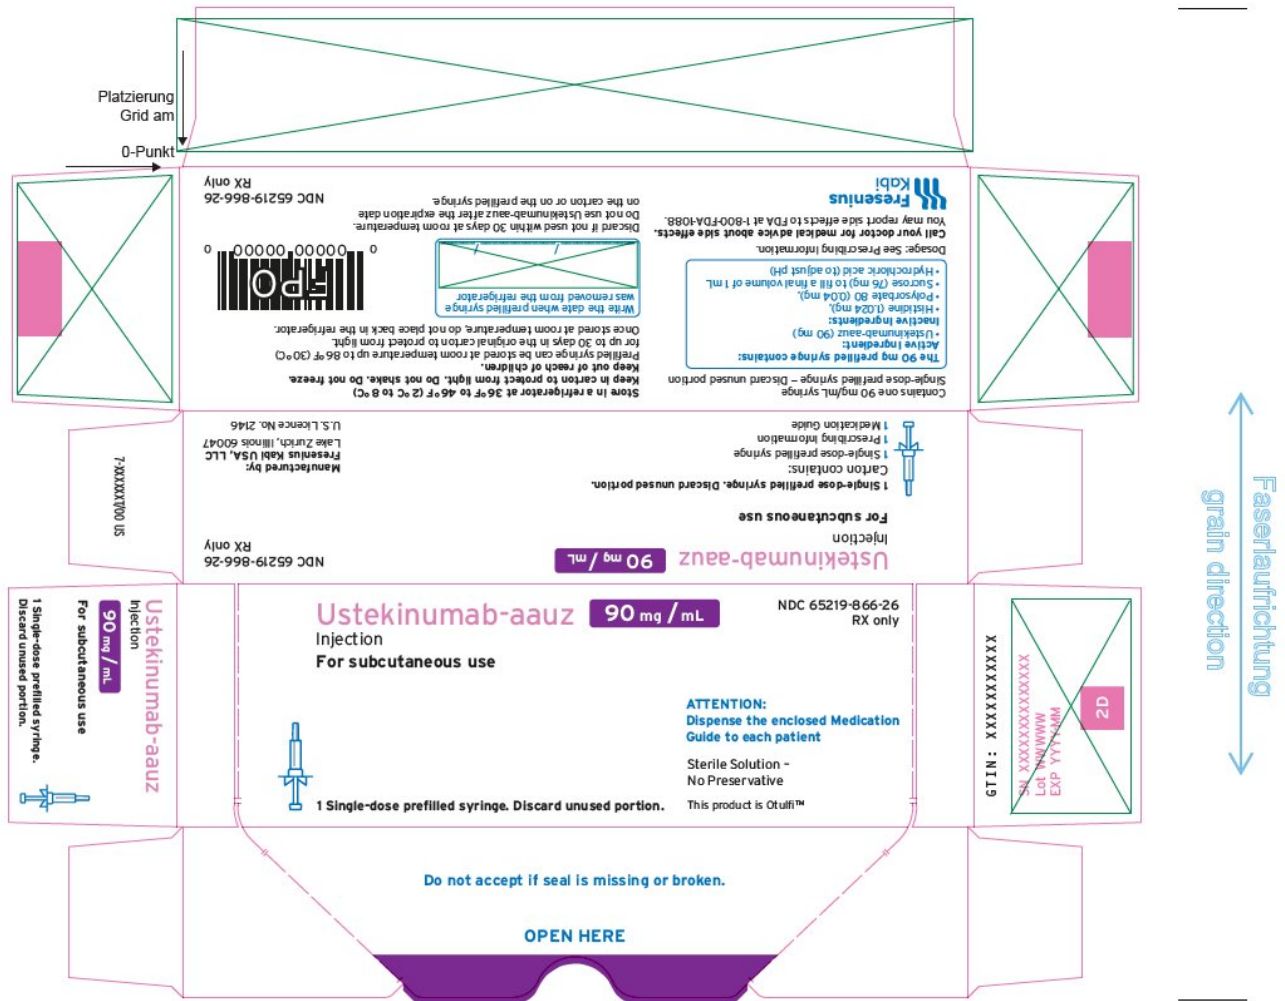 Platzierung
Grid am
0-Punkt
NDC 65219-866-26
RX only
Fresenius
Kabi
Contains one 90 mg/mL syringe
Single-dose prefilled syringe – Discard unused portion
The 90 mg prefilled syringe contains:
Active Ingredient:
• Ustekinumab-aauz (90 mg)
Inactive Ingredients:
• Histidine (1.024 mg),
• Polysorbate 80 (0.04 mg),
• Sucrose (76 mg) to fill a final volume of 1 mL
• Hydrochloric acid (to adjust pH)
Dosage: See Prescribing Information.
Call your doctor for medical advice about side effects.
You may report side effects to FDA at 1-800-FDA-1088.
Store in a refrigerator at 36°F to 46°F (2 °C to 8 °C)
Keep in carton to protect from light. Do not shake. Do not freeze.
Keep out of reach of children.
Prefilled syringe can be stored at room temperature up to 86°F (30°C)
for up to 30 days in the original carton to protect from light.
Once stored at room temperature, do not place back in the refrigerator.
Write the date when prefilled syringe
was removed from the refrigerator
/ /
Discard if not used within 30 days at room temperature.
Do not use Ustekinumab-aauz after the expiration date
on the carton or on the prefilled syringe.
FPO
0 00000 00000 0
Ustekinumab-aauz 90 mg / mL
Injection
For subcutaneous use
1 Single-dose prefilled syringe. Discard unused portion.
Carton contains:
1 Single-dose prefilled syringe
1 Prescribing Information
1 Medication Guide
NDC 65219-866-26
RX only
Manufactured by:
Fresenius Kabi USA, LLC
Lake Zurich, Illinois 60047
U.S. Licence No. 2146
7-XXXXXT/00 US
Ustekinumab-aauz
Injection
90 mg / mL
For subcutaneous use
1 Single-dose prefilled syringe.
Discard unused portion.
Ustekinumab-aauz 90 mg / mL
Injection
For subcutaneous use
NDC 65219-866-26
RX only
ATTENTION:
Dispense the enclosed Medication
Guide to each patient
Sterile Solution –
No Preservative
1 Single-dose prefilled syringe. Discard unused portion.
This product is Otulfi™
GTIN: XXXXXXXXXXXXXX
SN XXXXXXXXXXXXXXXX
Lot WWWWW
EXP YYYY-MM
2D
Do not accept if seal is missing or broken.
OPEN HERE
Faserlaufrichtung
grain direction